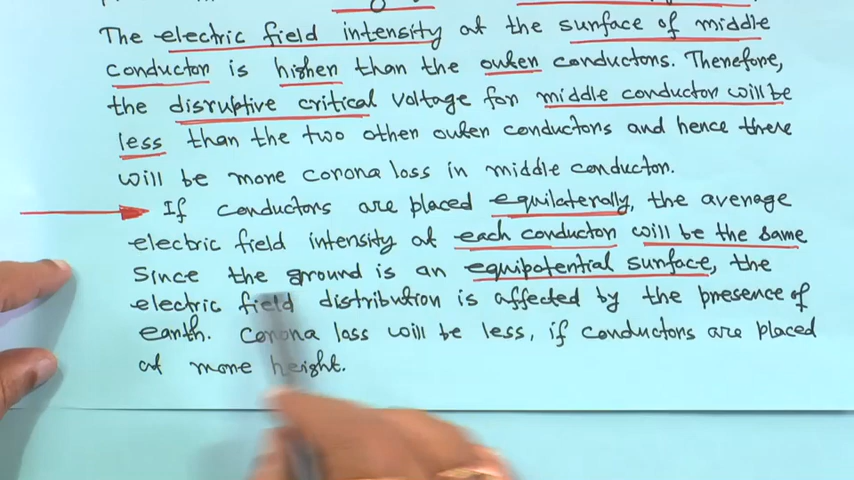 The electric field intensity at the surface of middle
conductor is higher than the outer conductors. Therefore,
the disruptive critical voltage for middle conductor will be
less than the two other outer conductors and hence there
will be more corona loss in middle conductor.
If conductors are placed equilaterally, the average
electric field intensity at each conductor will be the same
Since the ground is an equipotential surface, the
electric field distribution is affected by the presence of
earth. Corona loss will be less, if conductors are placed
at more height.